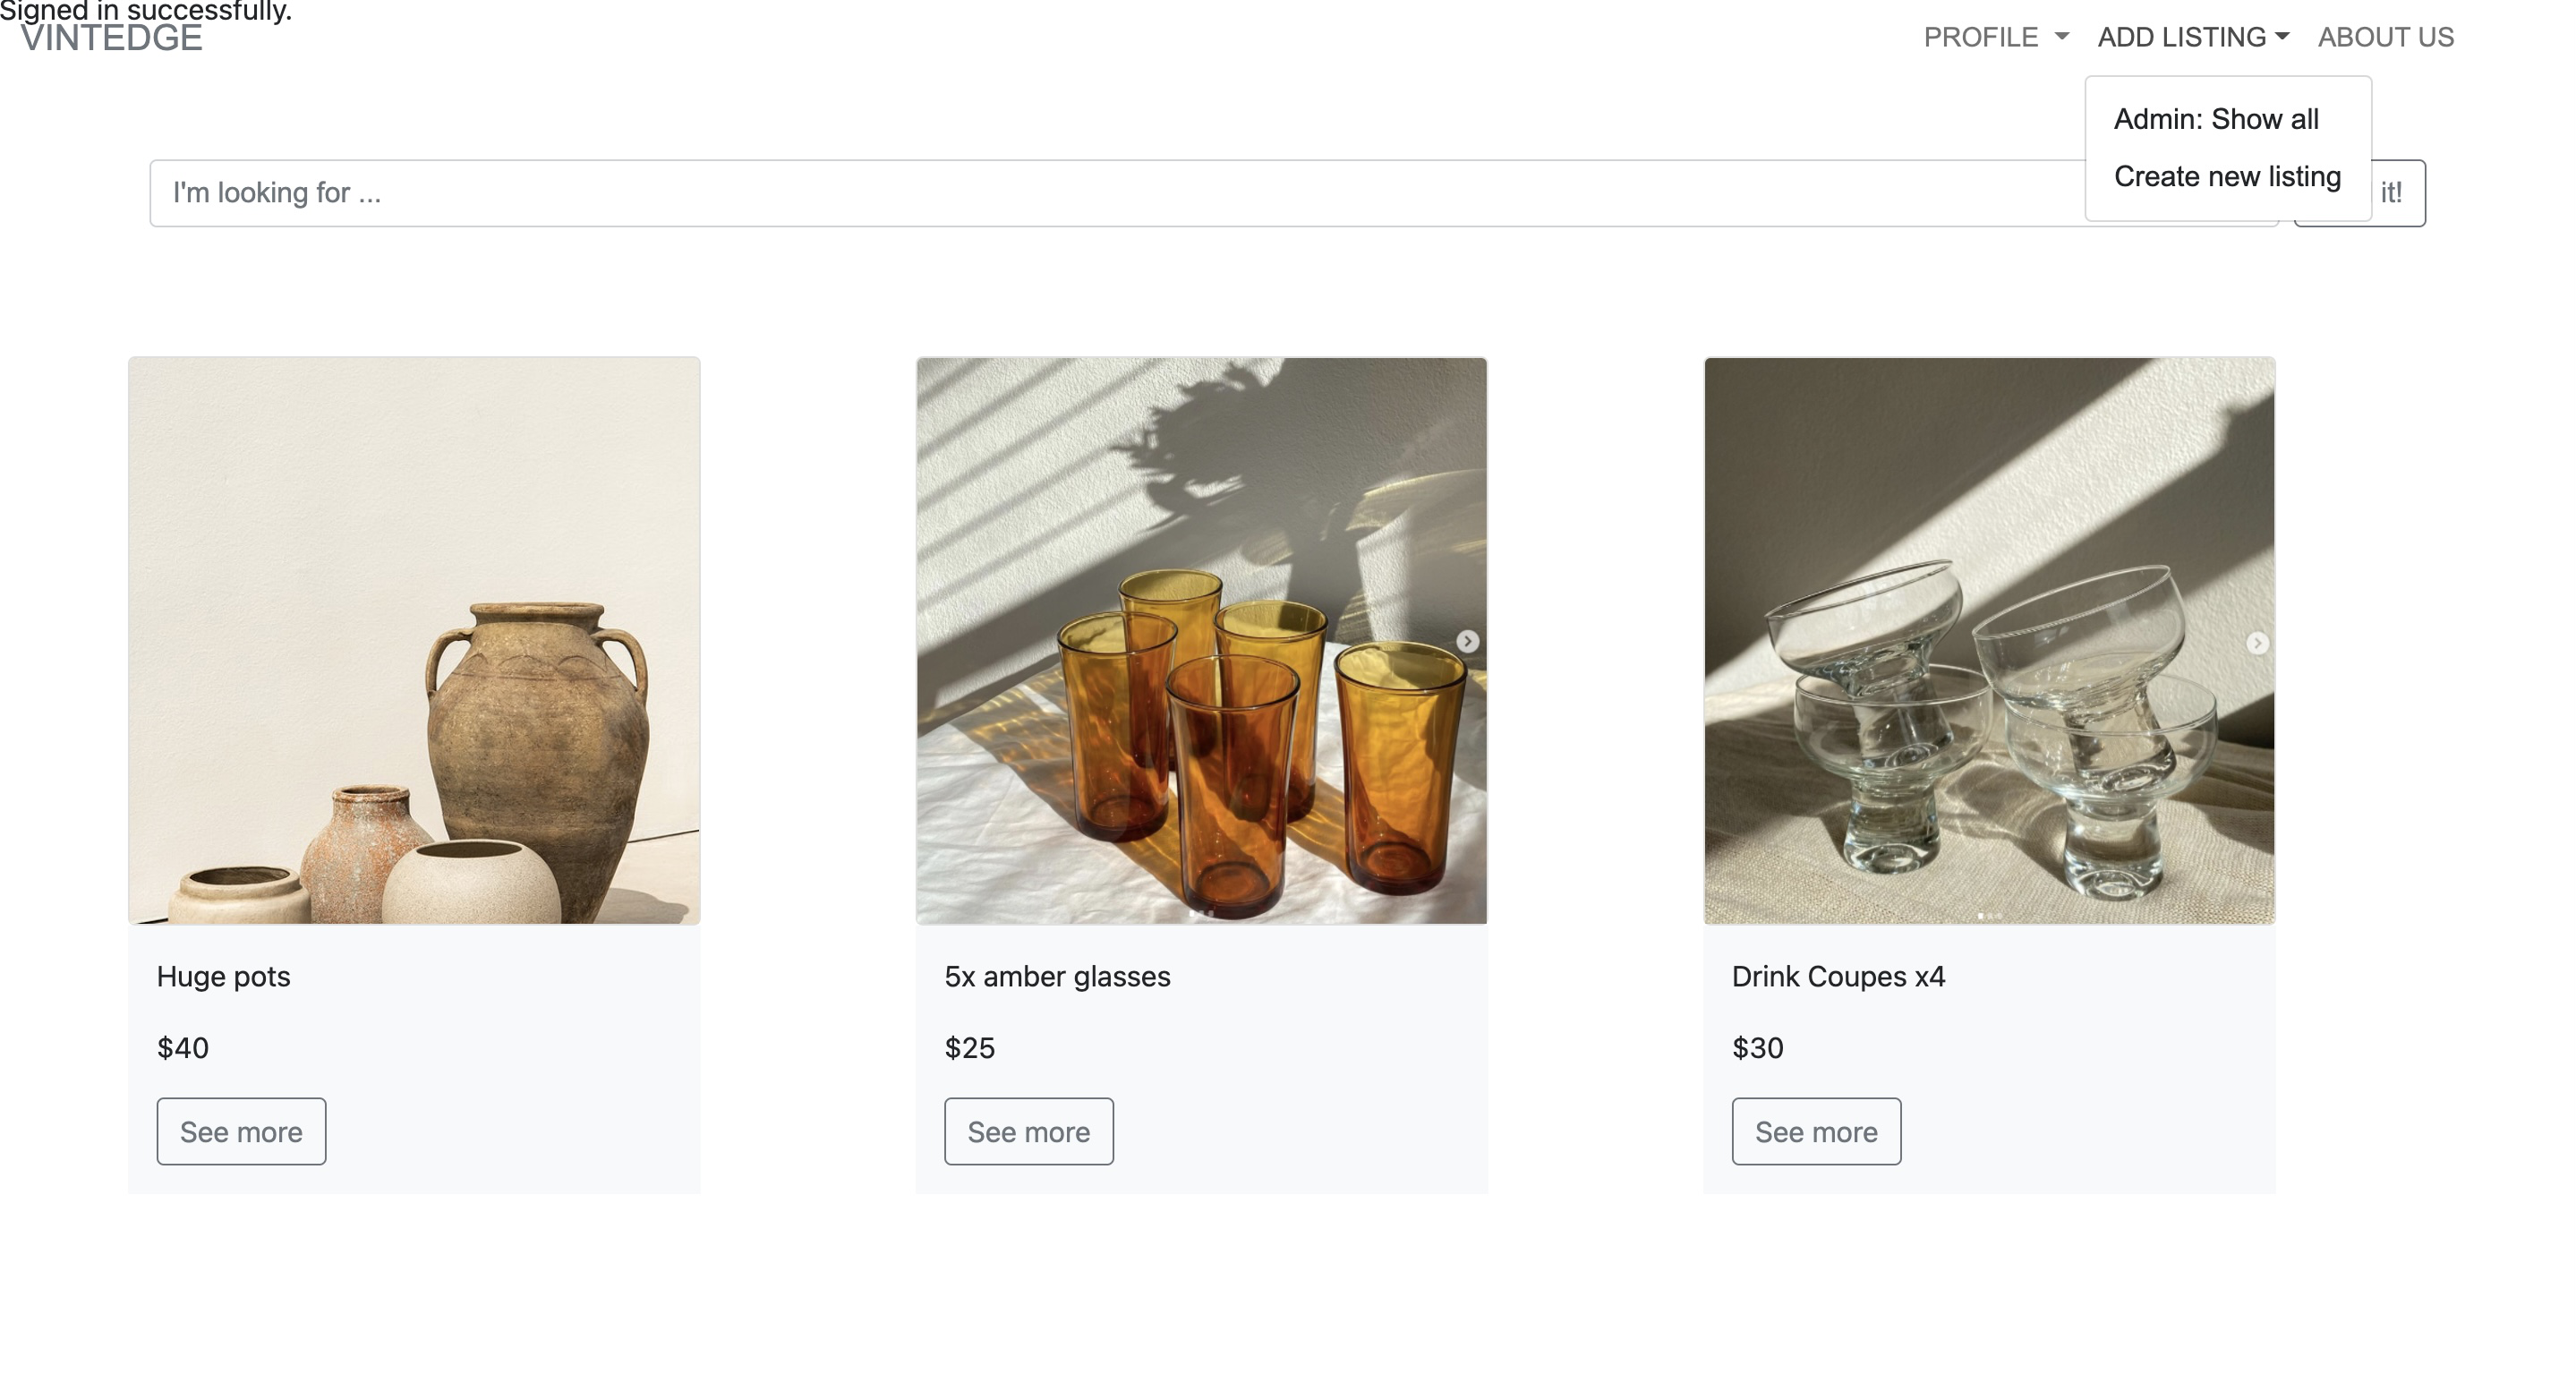 Signed in successfully.
VINTEDGE
PROFILE
ADD LISTING
ABOUT US
Admin: Show all
Create new listing
I'm looking for ...
it!
Huge pots
5x amber glasses
Drink Coupes x4
$40
$25
$30
See more
See more
See more